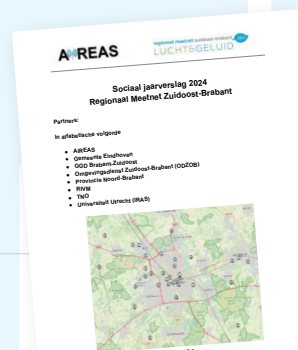 AiREAS
regionaal meetnet zuidoost-brabant
LUCHT&GELUID
Sociaal jaarverslag 2024
Regionaal Meetnet Zuidoost-Brabant
Partners:
In alfabetische volgorde
AiREAS
Gemeente Eindhoven
GGD Brabant-Zuidoost
Omgevingsdienst Zuidoost-Brabant (ODZOB)
Provincie Noord-Brabant
RIVM
TNO
Universiteit Utrecht (IRAS)